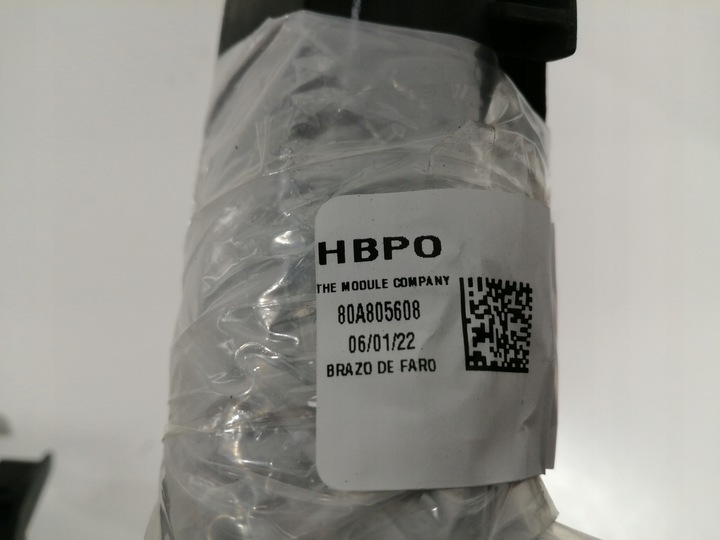 HBPO
THE MODULE COMPANY
80A805608
06/01/22
BRAZO DE FARO